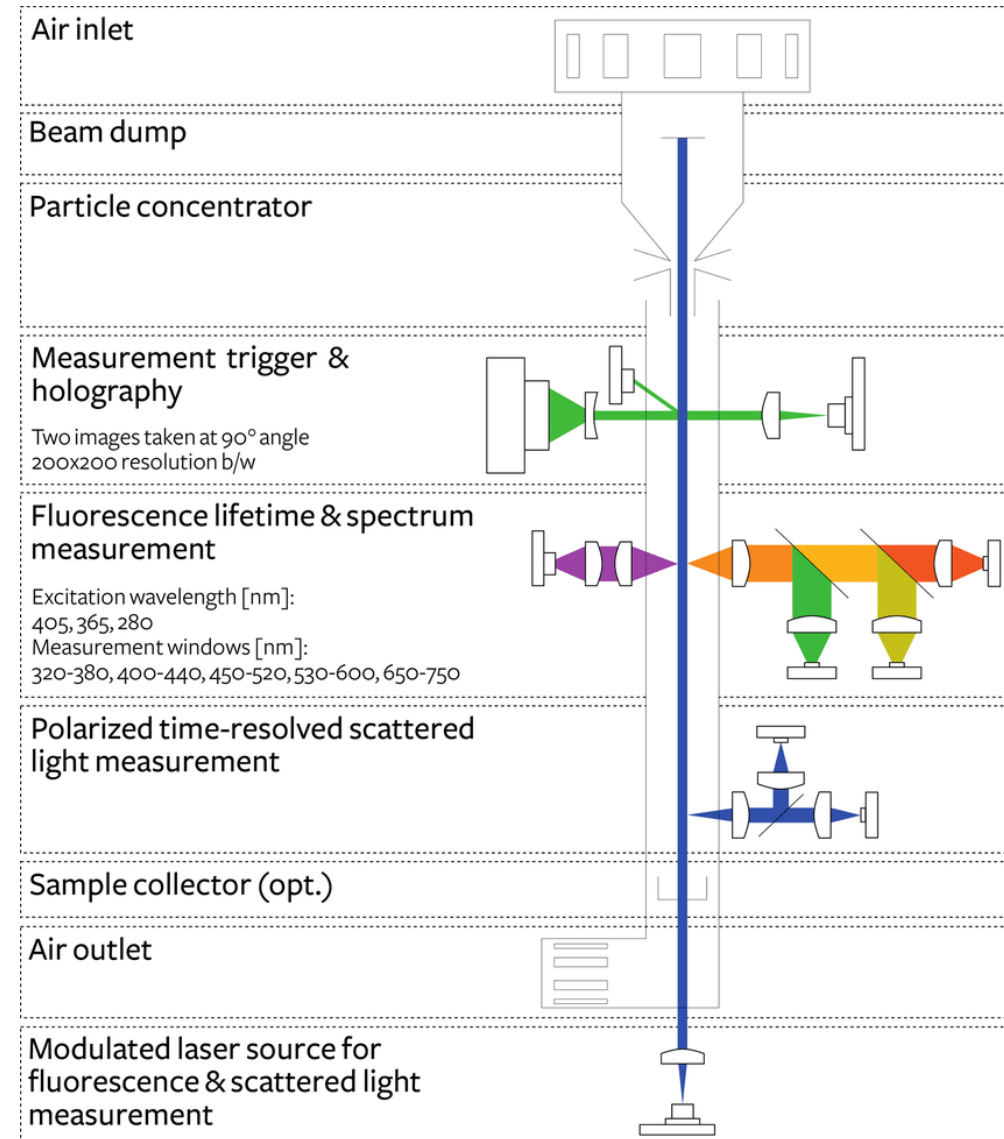 Air inlet
Beam dump
Particle concentrator
Measurement trigger &
holography
Two images taken at 90° angle
200x200 resolution b/w
Fluorescence lifetime & spectrum
measurement
Excitation wavelength [nm]:
405, 365, 280
Measurement windows [nm]:
320-380, 400-440, 450-520, 530-600, 650-750
Polarized time-resolved scattered
light measurement
Sample collector (opt.)
Air outlet
Modulated laser source for
fluorescence & scattered light
measurement